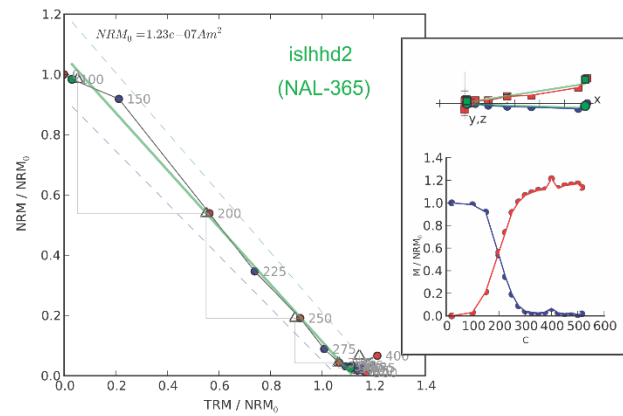 NRM₀ = 1.23e−07Am²
islhhd2
(NAL-365)
1.2
1.0
0.8
0.6
0.4
0.2
0.0
NRM / NRM₀
100
150
200
225
250
275
400
0.0 0.2 0.4 0.6 0.8 1.0 1.2 1.4
TRM / NRM₀
x
y,z
1.4
1.2
1.0
0.8
0.6
0.4
0.2
0.0
M / NRM₀
0 100 200 300 400 500 600
C